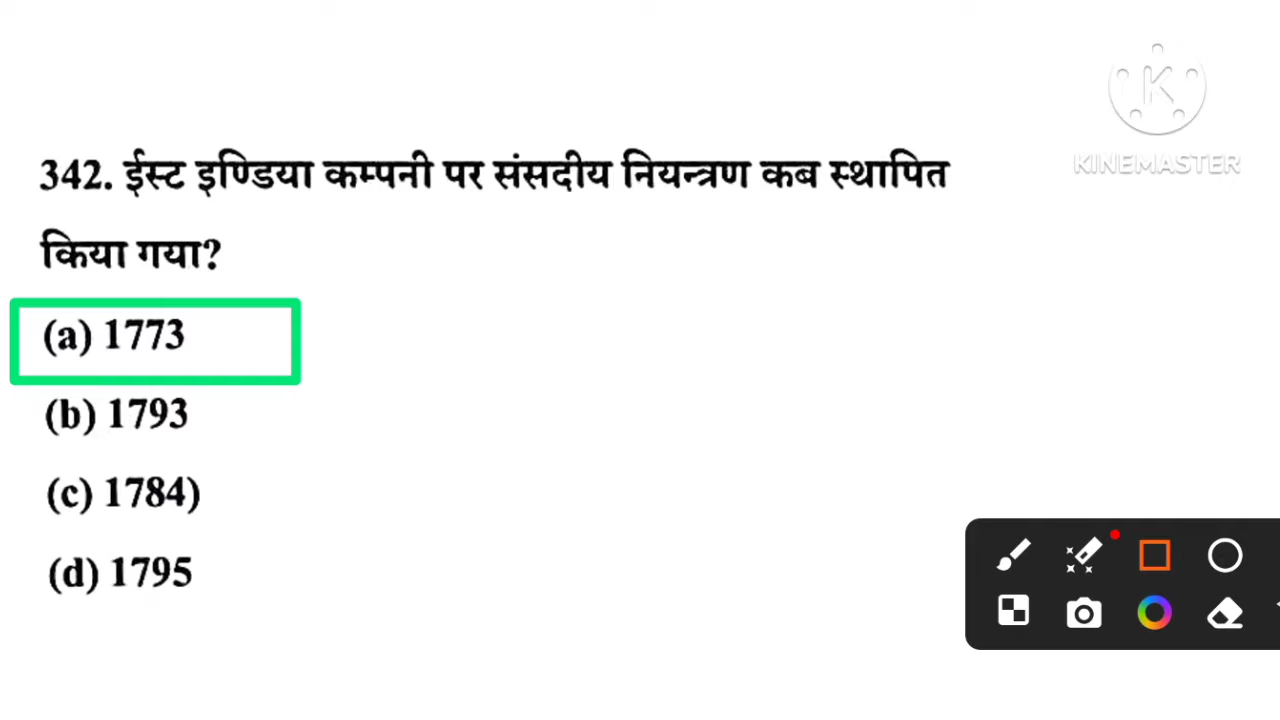 KINEMASTER
342. ईस्ट इण्डिया कम्पनी पर संसदीय नियन्त्रण कब स्थापित
किया गया?
(a) 1773
(b) 1793
(c) 1784)
(d) 1795